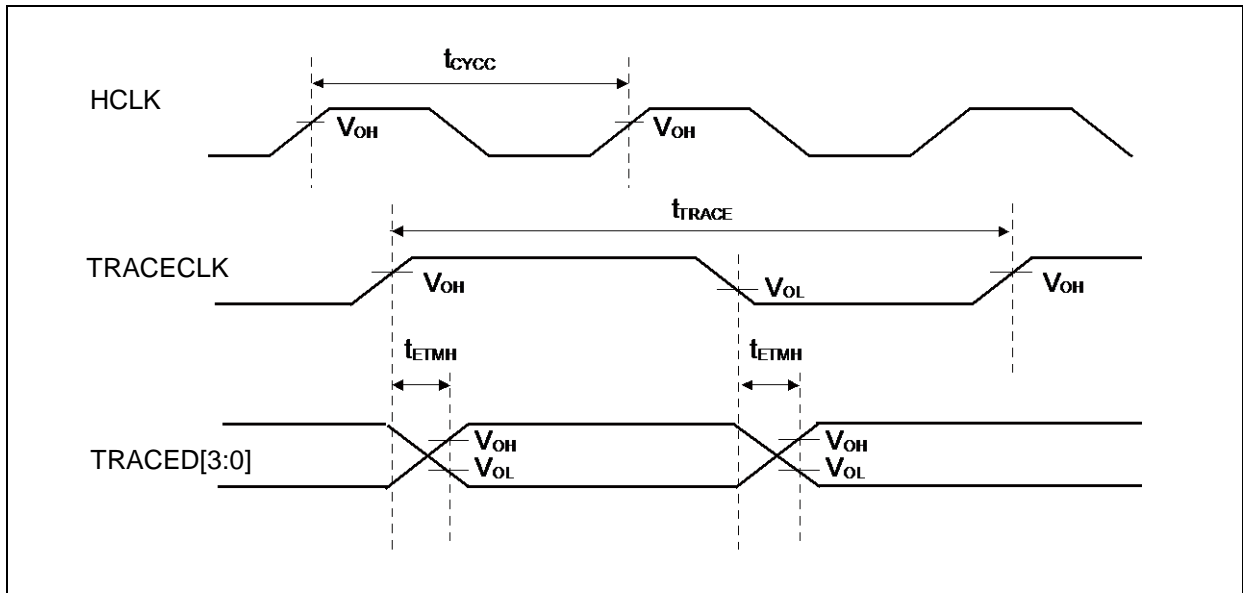 tCYCC
HCLK
VOH VOH
tTRACE
TRACECLK
VOH VOL VOH
tETMH tETMH
VOH VOH
TRACED[3:0]
VOL VOL